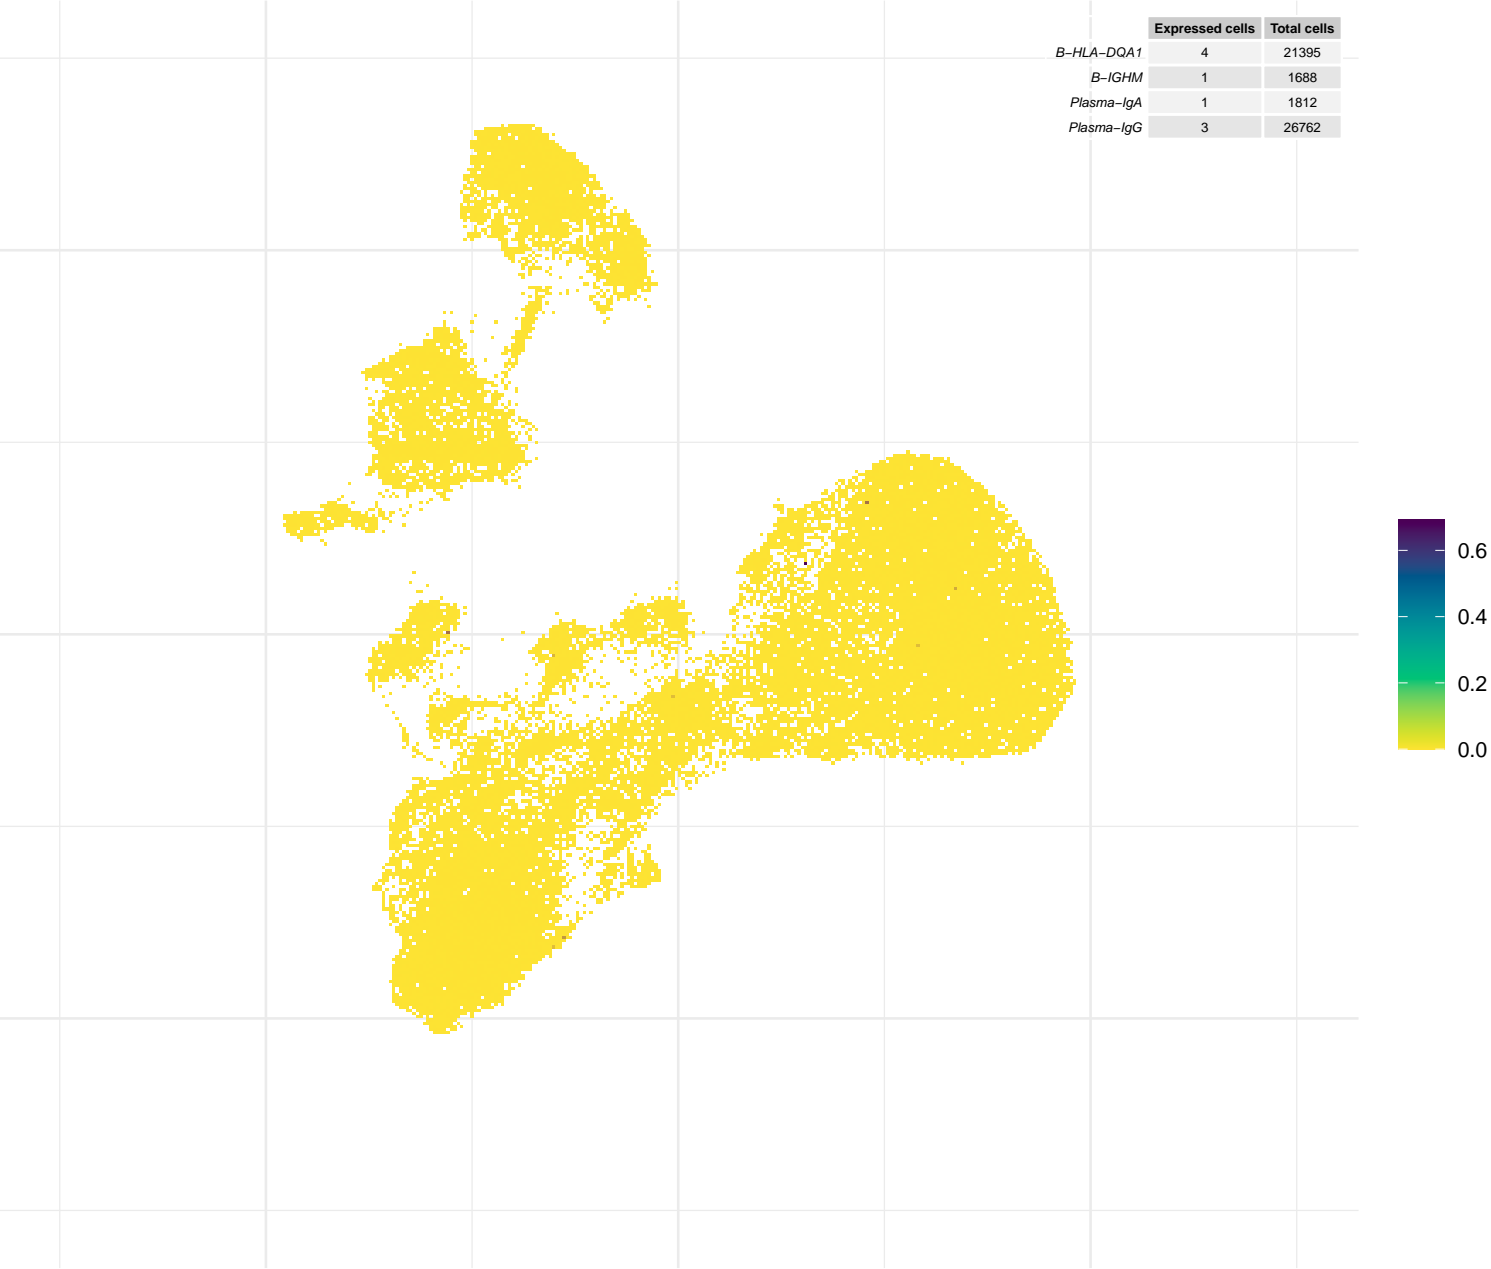 Expressed cells Total cells
B−HLA−DQA1 4 21395
B−IGHM 1 1688
Plasma−IgA 1 1812
Plasma−IgG 3 26762
0.6
0.4
0.2
0.0